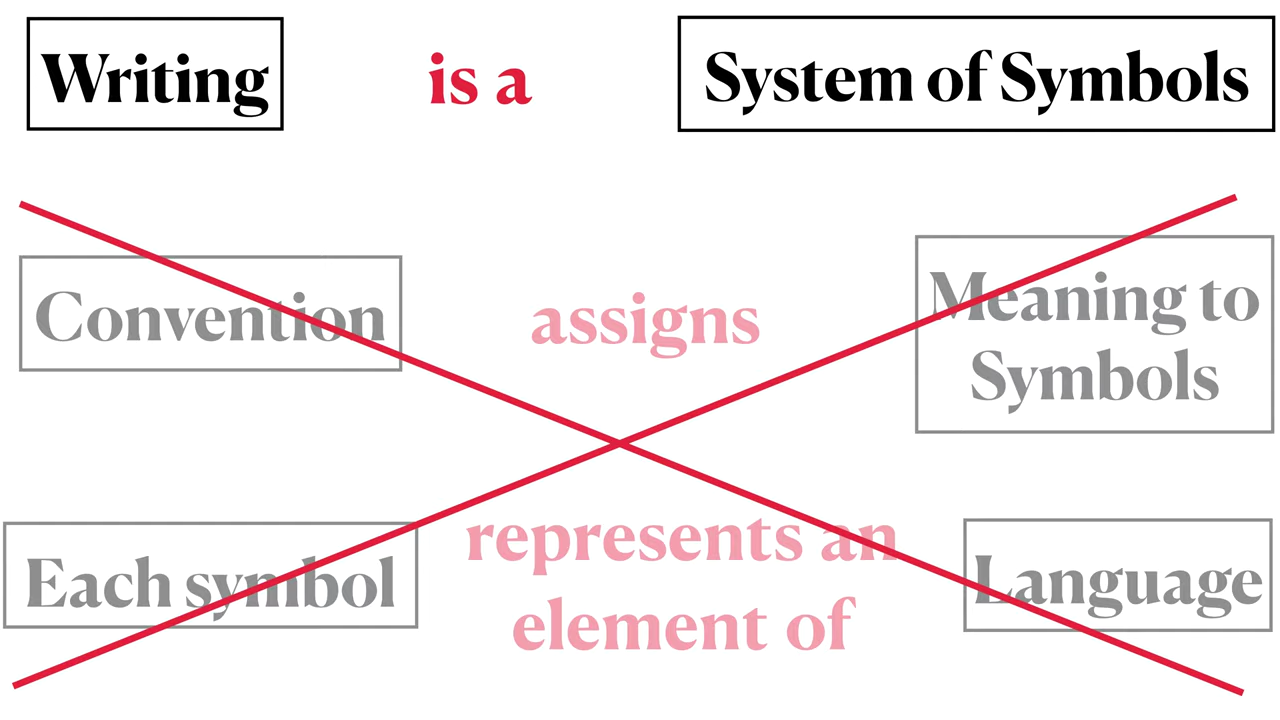 Writing is a System of Symbols
Convention assigns Meaning to
Symbols
Each symbol represents an
element of Language